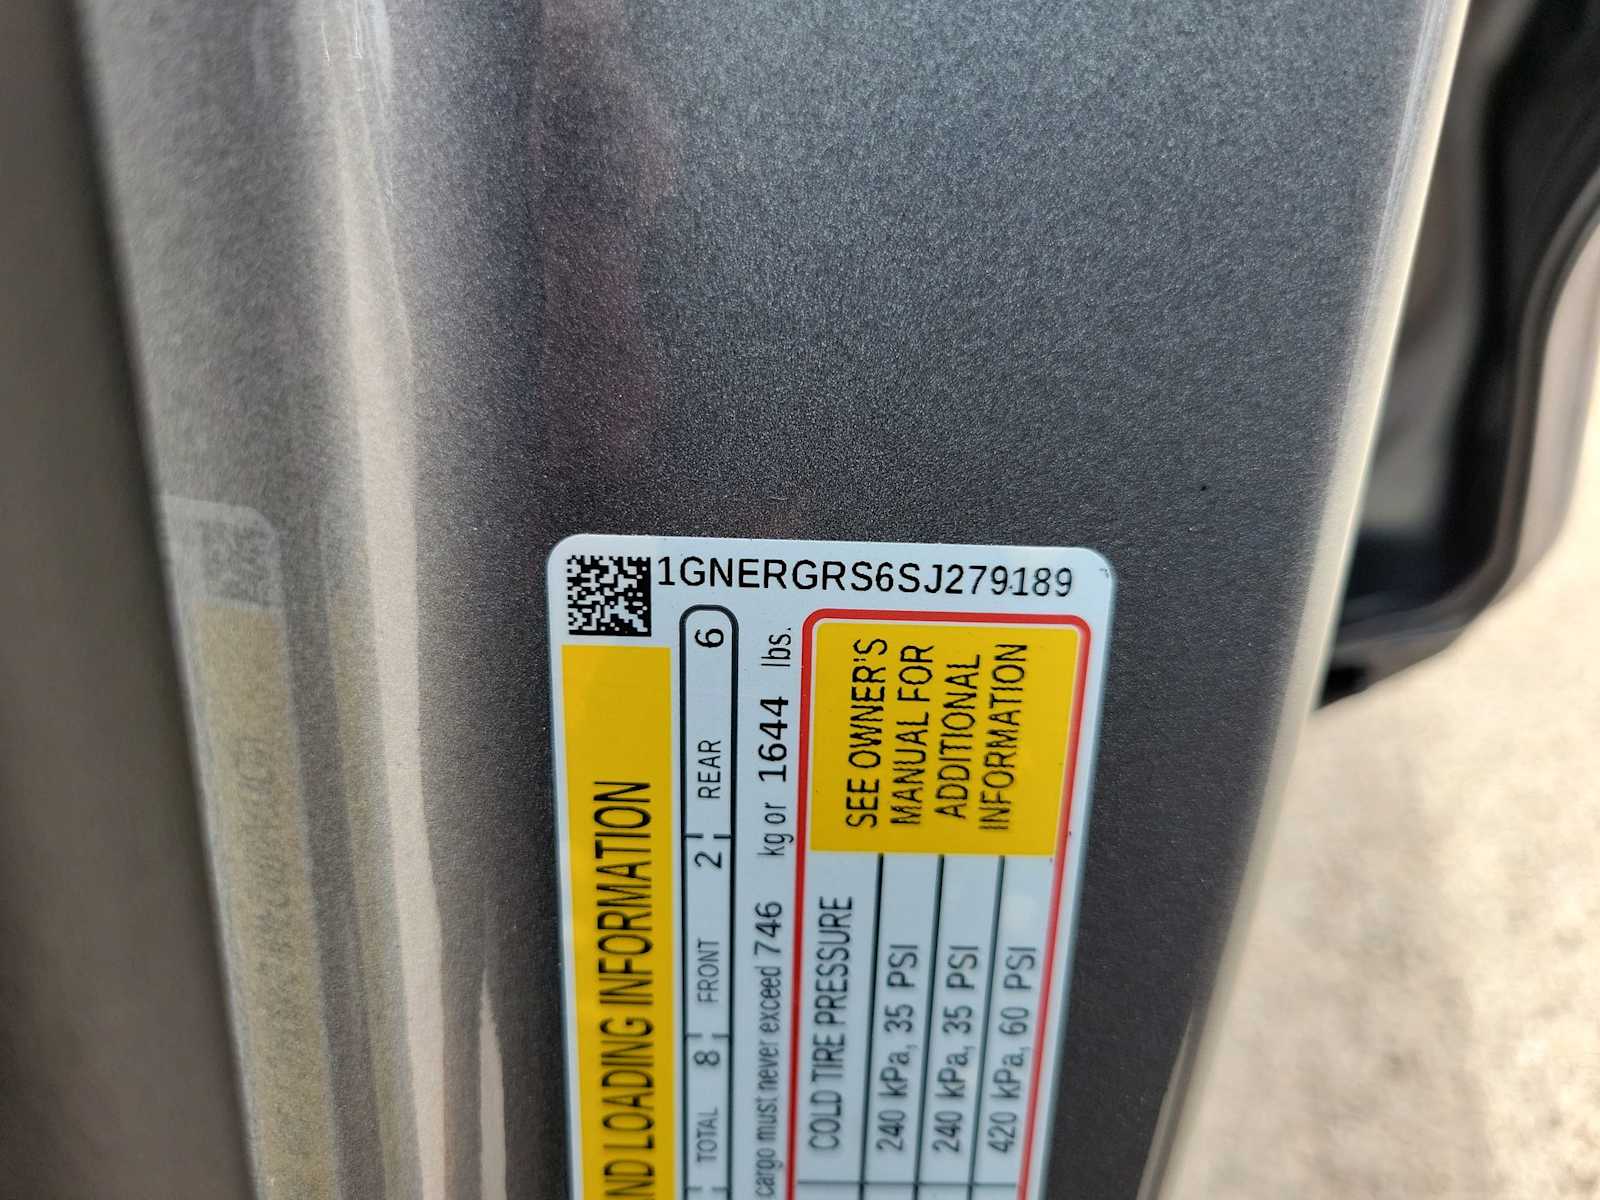 1GNERGRS6SJ279189
ND LOADING INFORMATION
TOTAL 8 FRONT 2 REAR 6
cargo must never exceed 746 kg or 1644 lbs.
COLD TIRE PRESSURE
240 kPa, 35 PSI
240 kPa, 35 PSI
420 kPa, 60 PSI
SEE OWNER'S
MANUAL FOR
ADDITIONAL
INFORMATION